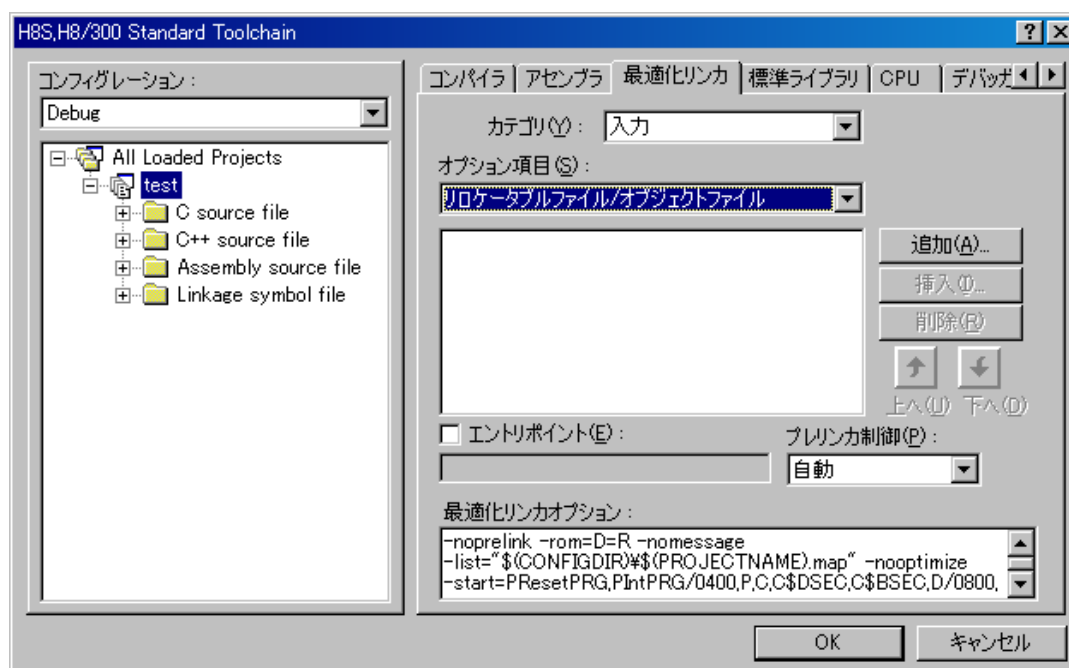 H8S,H8/300 Standard Toolchain
コンフィグレーション :
Debug
All Loaded Projects
test
C source file
C++ source file
Assembly source file
Linkage symbol file
コンパイラ アセンブラ 最適化リンカ 標準ライブラリ CPU デバッガ
カテゴリ(Y) : 入力
オプション項目(S) :
リロケータブルファイル/オブジェクトファイル
追加(A)...
挿入(I)...
削除(R)
上へ(U) 下へ(D)
エントリポイント(E) :
プレリンカ制御(P) :
自動
最適化リンカオプション :
-noprelink -rom=D=R -nomessage
-list="$(CONFIGDIR)¥$(PROJECTNAME).map" -nooptimize
-start=PResetPRG,PIntPRG/0400,P,C,C$DSEC,C$BSEC,D/0800,
OK
キャンセル